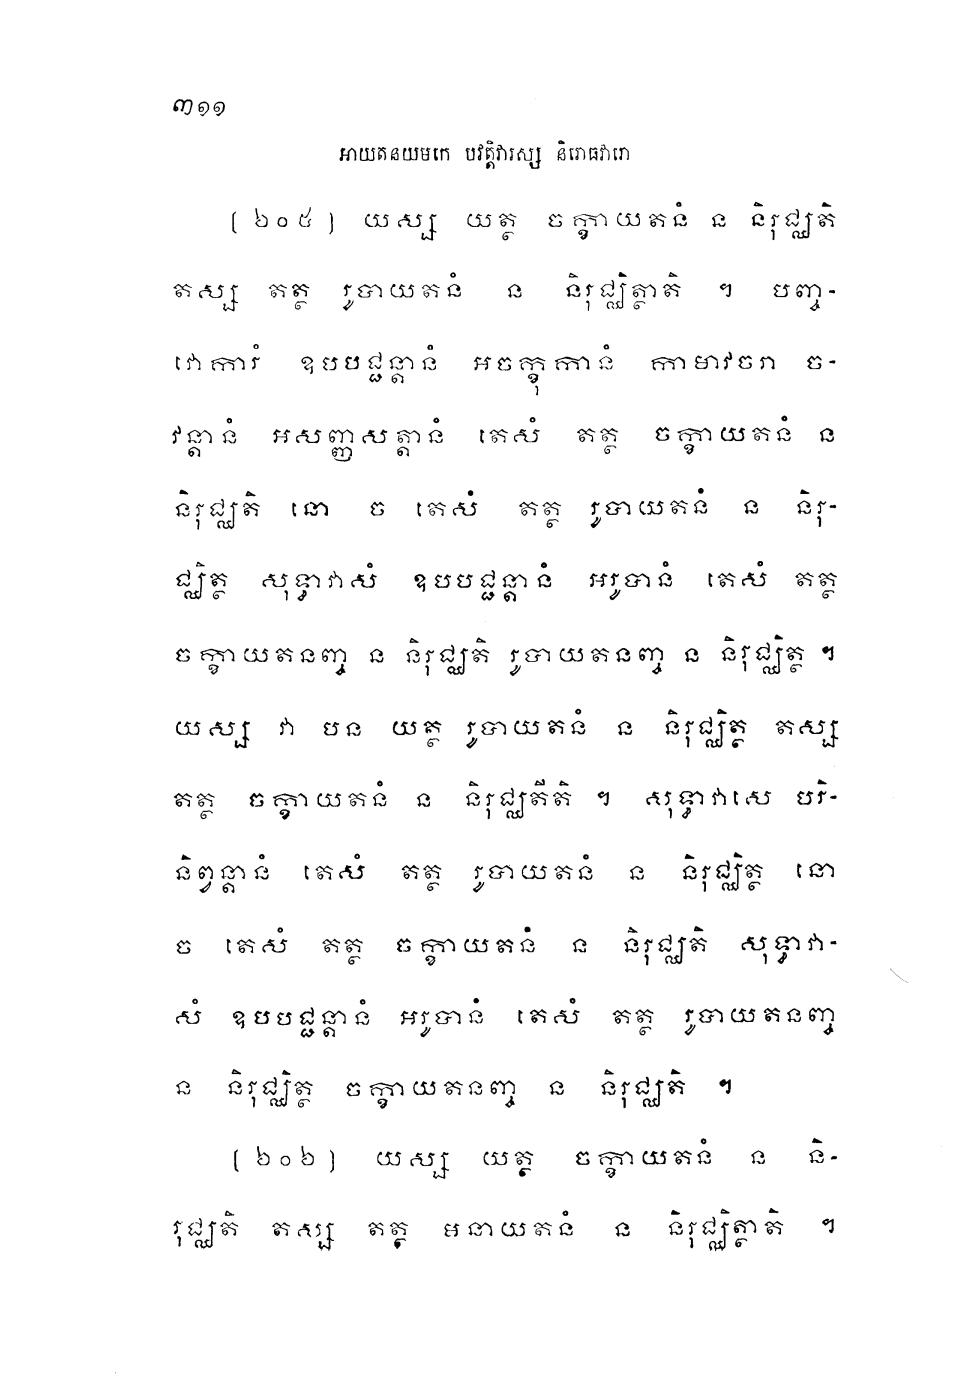 ៣១១
អាយតនយមកេ បវត្តិវារស្ស និរោធវារោ
(២០៥) យស្ស យត្ថ ចក្ខាយតនំ ន និរុជ្ឈតិ
តស្ស តត្ថ រូបាយតនំ ន និរុជ្ឈិត្ថាតិ ។ បញ្ច-
វោការំ ឧបបជ្ជន្តានំ អចក្ខុកានំ កាមាវចរា ច-
វន្តានំ អសញ្ញសត្តានំ តេសំ តត្ថ ចក្ខាយតនំ ន
និរុជ្ឈតិ នោ ច តេសំ តត្ថ រូបាយតនំ ន និរុ-
ជ្ឈិត្ថ សុទ្ធាវាសំ ឧបបជ្ជន្តានំ អរូបានំ តេសំ តត្ថ
ចក្ខាយតនញ្ច ន និរុជ្ឈតិ រូបាយតនញ្ច ន និរុជ្ឈិត្ថ ។
យស្ស វា បន យត្ថ រូបាយតនំ ន និរុជ្ឈិត្ថ តស្ស
តត្ថ ចក្ខាយតនំ ន និរុជ្ឈតីតិ ។ សុទ្ធាវាសេ បរិ-
និព្វន្តានំ តេសំ តត្ថ រូបាយតនំ ន និរុជ្ឈិត្ថ នោ
ច តេសំ តត្ថ ចក្ខាយតនំ ន និរុជ្ឈតិ សុទ្ធាវា-
សំ ឧបបជ្ជន្តានំ អរូបានំ តេសំ តត្ថ រូបាយតនញ្ច
ន និរុជ្ឈិត្ថ ចក្ខាយតនញ្ច ន និរុជ្ឈតិ ។
(២០៦) យស្ស យត្ថ ចក្ខាយតនំ ន និ-
រុជ្ឈតិ តស្ស តត្ថ មនាយតនំ ន និរុជ្ឈិត្ថាតិ ។